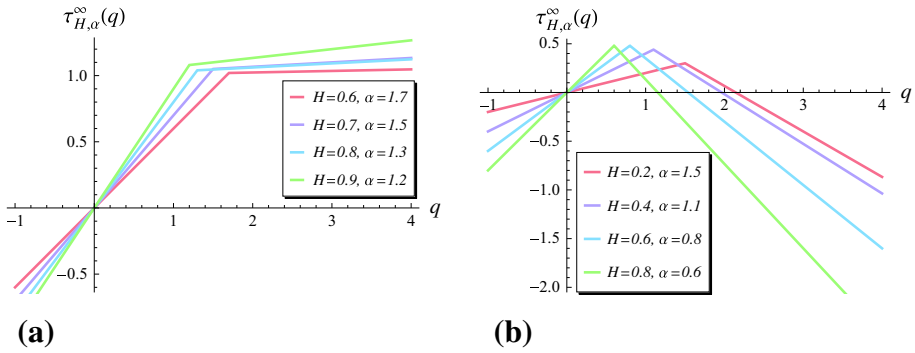 τ^∞_{H,α}(q)
1.0
0.5
−0.5
−1
1
2
3
4
q
H=0.6, α=1.7
H=0.7, α=1.5
H=0.8, α=1.3
H=0.9, α=1.2
(a)
τ^∞_{H,α}(q)
0.5
−0.5
−1.0
−1.5
−2.0
−1
1
2
3
4
q
H=0.2, α=1.5
H=0.4, α=1.1
H=0.6, α=0.8
H=0.8, α=0.6
(b)